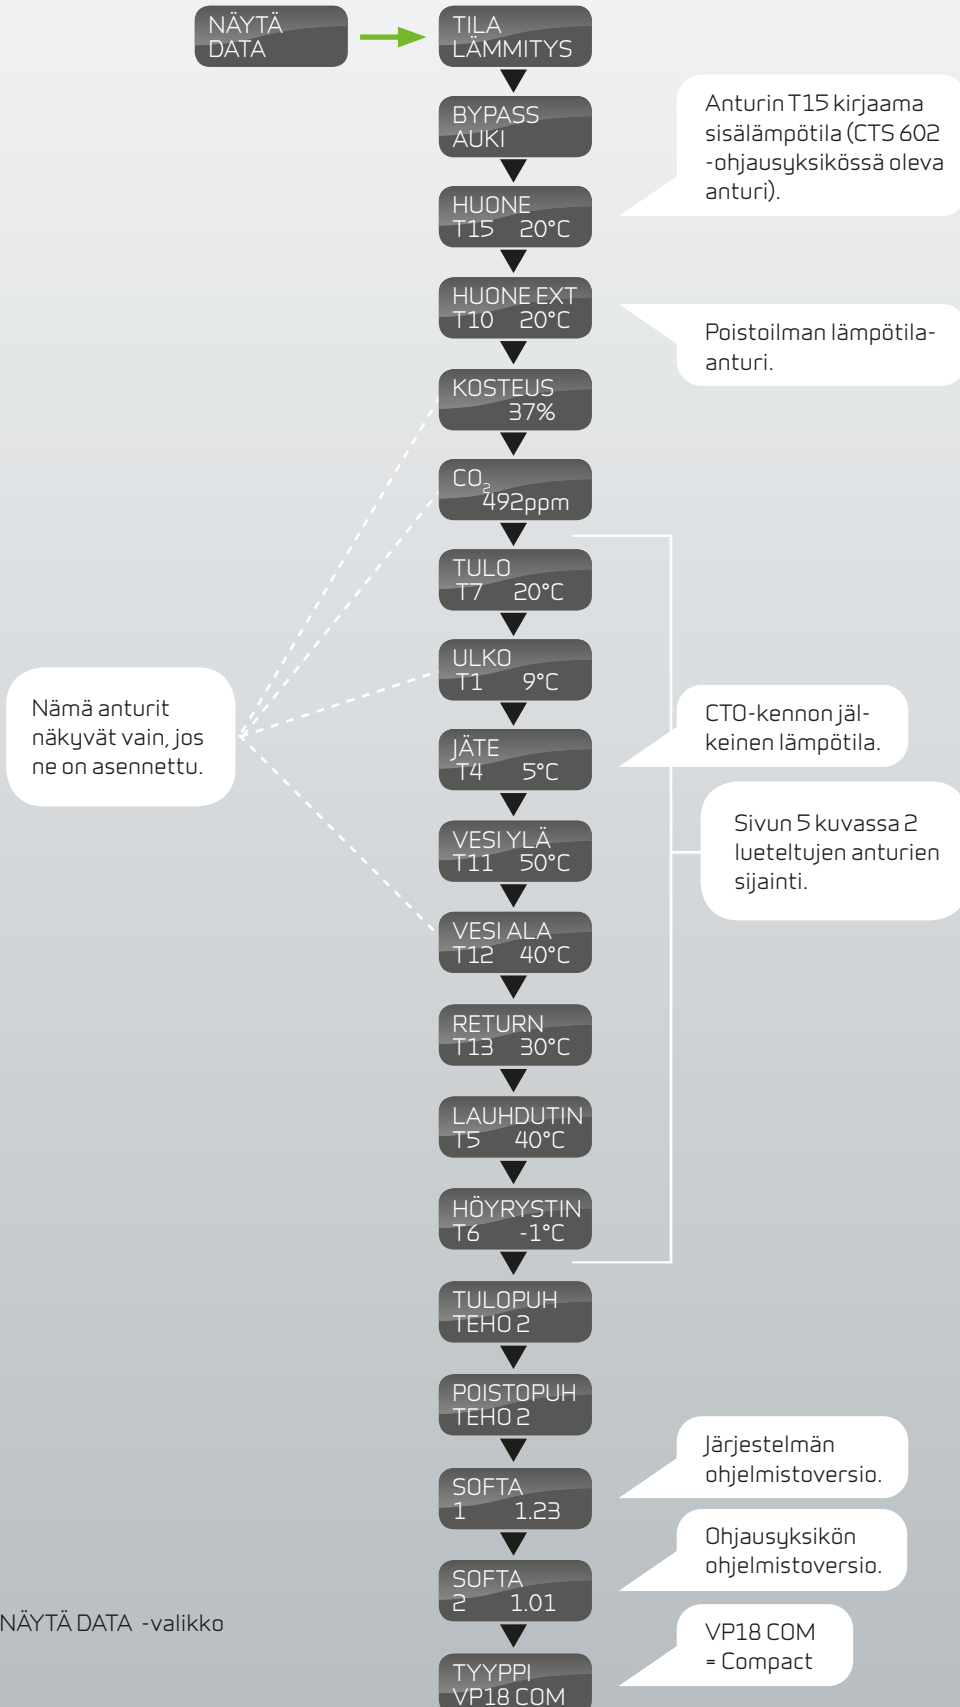 NÄYTÄ
DATA
TILA
LÄMMITYS
BYPASS
AUKI
HUONE
T15 20°C
Anturin T15 kirjaama
sisälämpötila (CTS 602
-ohjausyksikössä oleva
anturi).
HUONE EXT
T10 20°C
Poistoilman lämpötila-
anturi.
KOSTEUS
37%
CO₂
492ppm
TULO
T7 20°C
ULKO
T1 9°C
Nämä anturit
näkyvät vain, jos
ne on asennettu.
JÄTE
T4 5°C
CTO-kennon jäl-
keinen lämpötila.
VESI YLÄ
T11 50°C
Sivun 5 kuvassa 2
lueteltujen anturien
sijainti.
VESI ALA
T12 40°C
RETURN
T13 30°C
LAUHDUTIN
T5 40°C
HÖYRYSTIN
T6 -1°C
TULOPUH
TEHO 2
POISTOPUH
TEHO 2
SOFTA
1 1.23
Järjestelmän
ohjelmistoversio.
SOFTA
2 1.01
Ohjausyksikön
ohjelmistoversio.
NÄYTÄ DATA -valikko
TYYPPI
VP18 COM
VP18 COM
= Compact